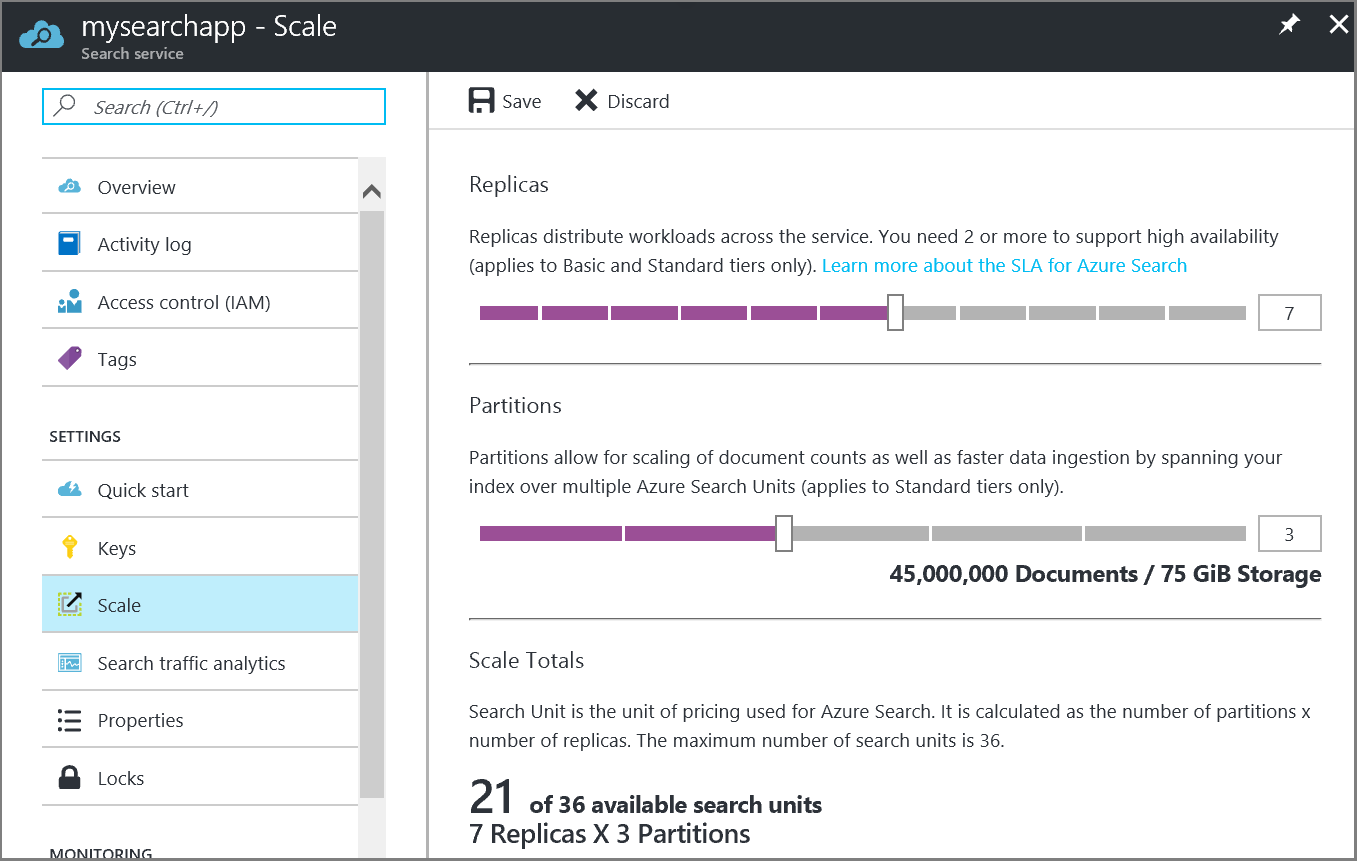 mysearchapp - Scale
Search service
Search (Ctrl+/)
Overview
Activity log
Access control (IAM)
Tags
SETTINGS
Quick start
Keys
Scale
Search traffic analytics
Properties
Locks
MONITORING
Save
Discard
Replicas
Replicas distribute workloads across the service. You need 2 or more to support high availability
(applies to Basic and Standard tiers only). Learn more about the SLA for Azure Search
7
Partitions
Partitions allow for scaling of document counts as well as faster data ingestion by spanning your
index over multiple Azure Search Units (applies to Standard tiers only).
3
45,000,000 Documents / 75 GiB Storage
Scale Totals
Search Unit is the unit of pricing used for Azure Search. It is calculated as the number of partitions x
number of replicas. The maximum number of search units is 36.
21 of 36 available search units
7 Replicas X 3 Partitions